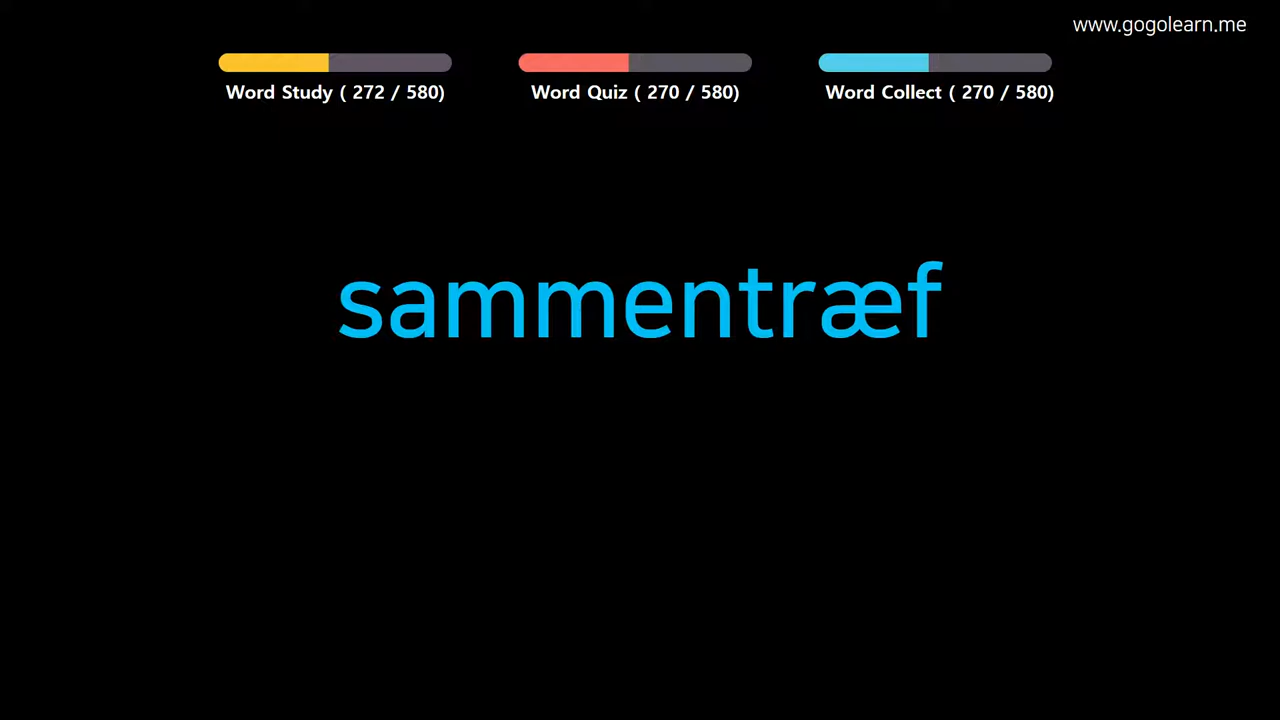 www.gogolearn.me
Word Study ( 272 / 580)
Word Quiz ( 270 / 580)
Word Collect ( 270 / 580)
sammentræf